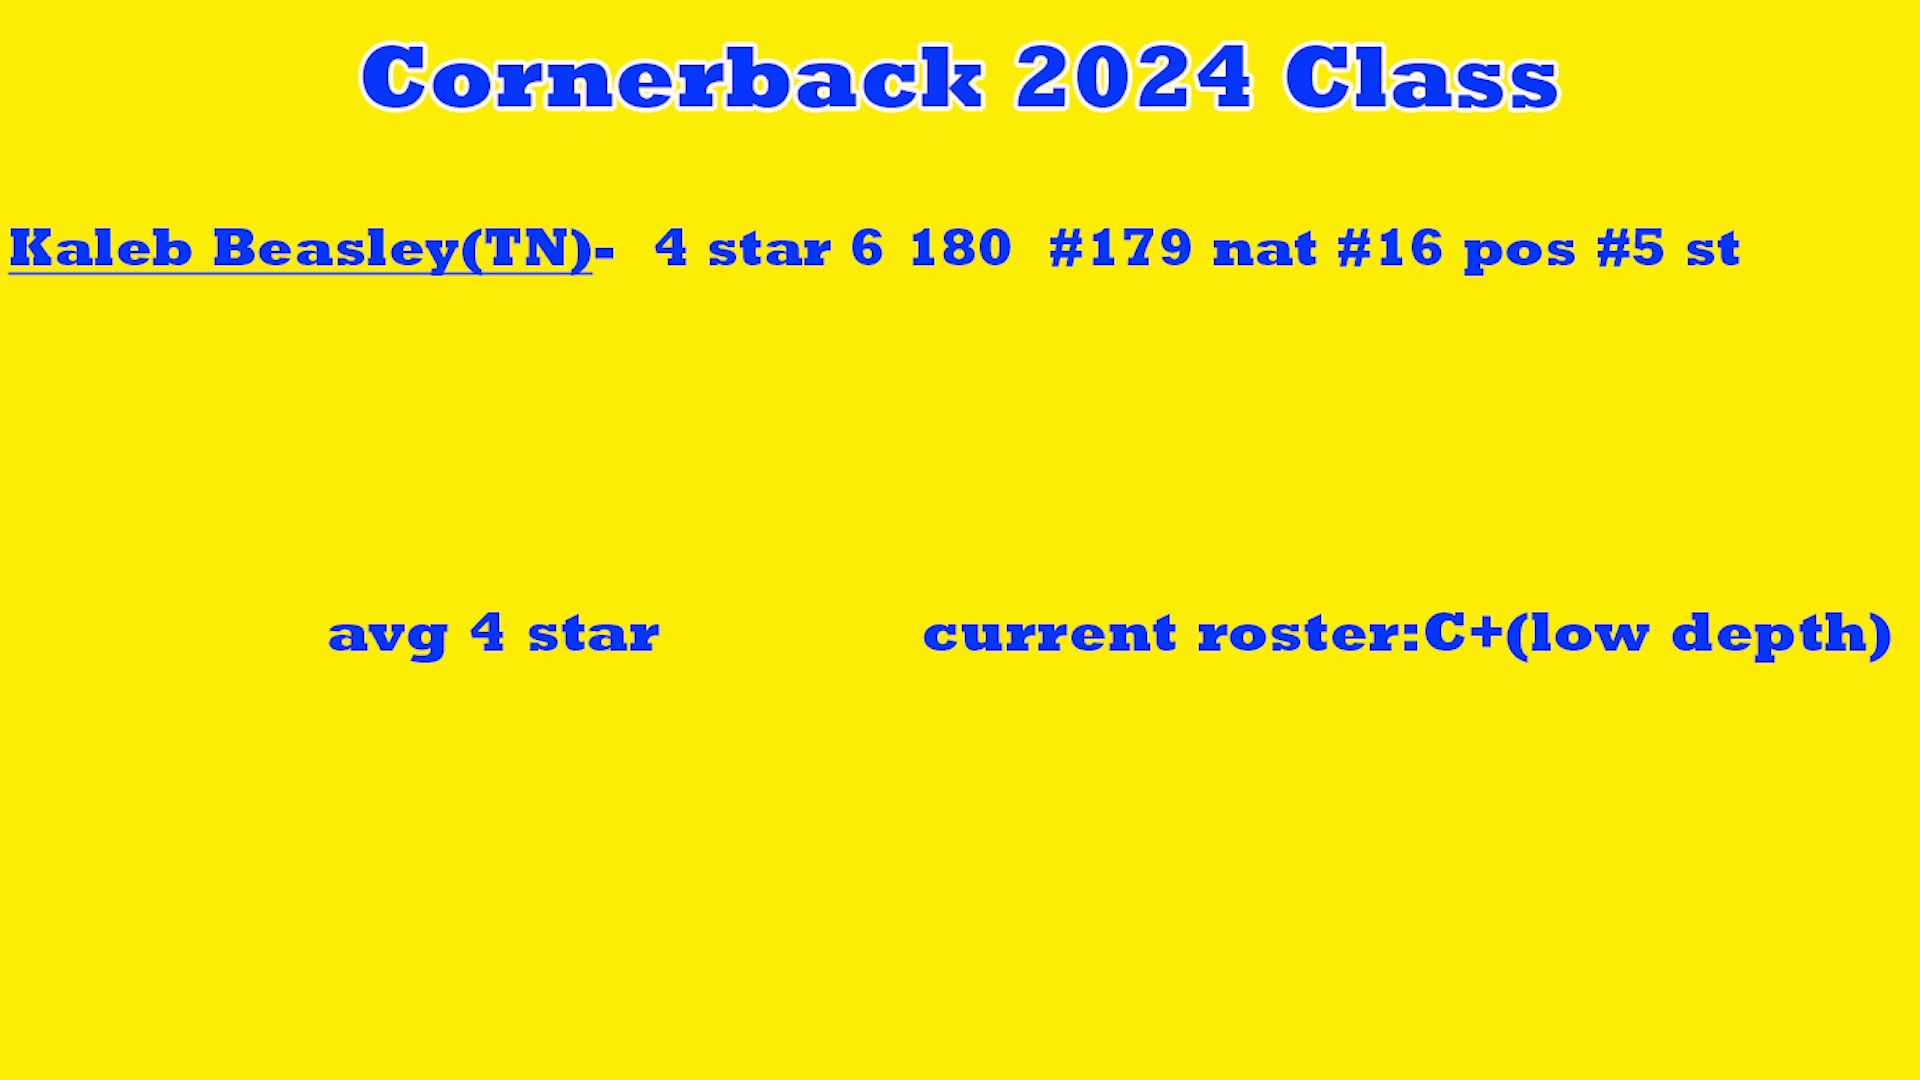 Cornerback 2024 Class
Kaleb Beasley(TN)- 4 star 6 180 #179 nat #16 pos #5 st
avg 4 star
current roster:C+(low depth)